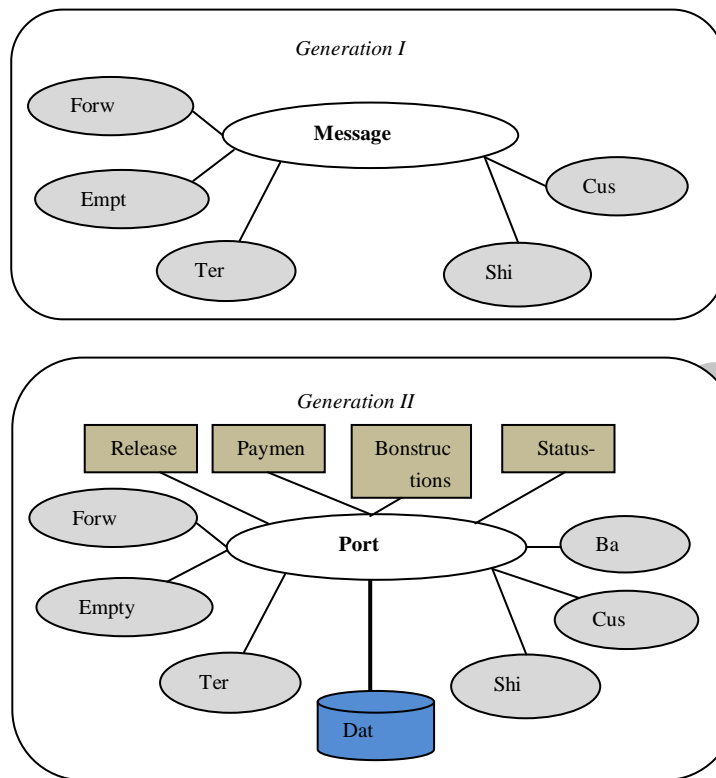 Generation I
Forw
Message
Empt
Cus
Ter
Shi
Generation II
Release
Paymen
Bonstruc
tions
Status-
Forw
Port
Ba
Empty
Cus
Ter
Shi
Dat